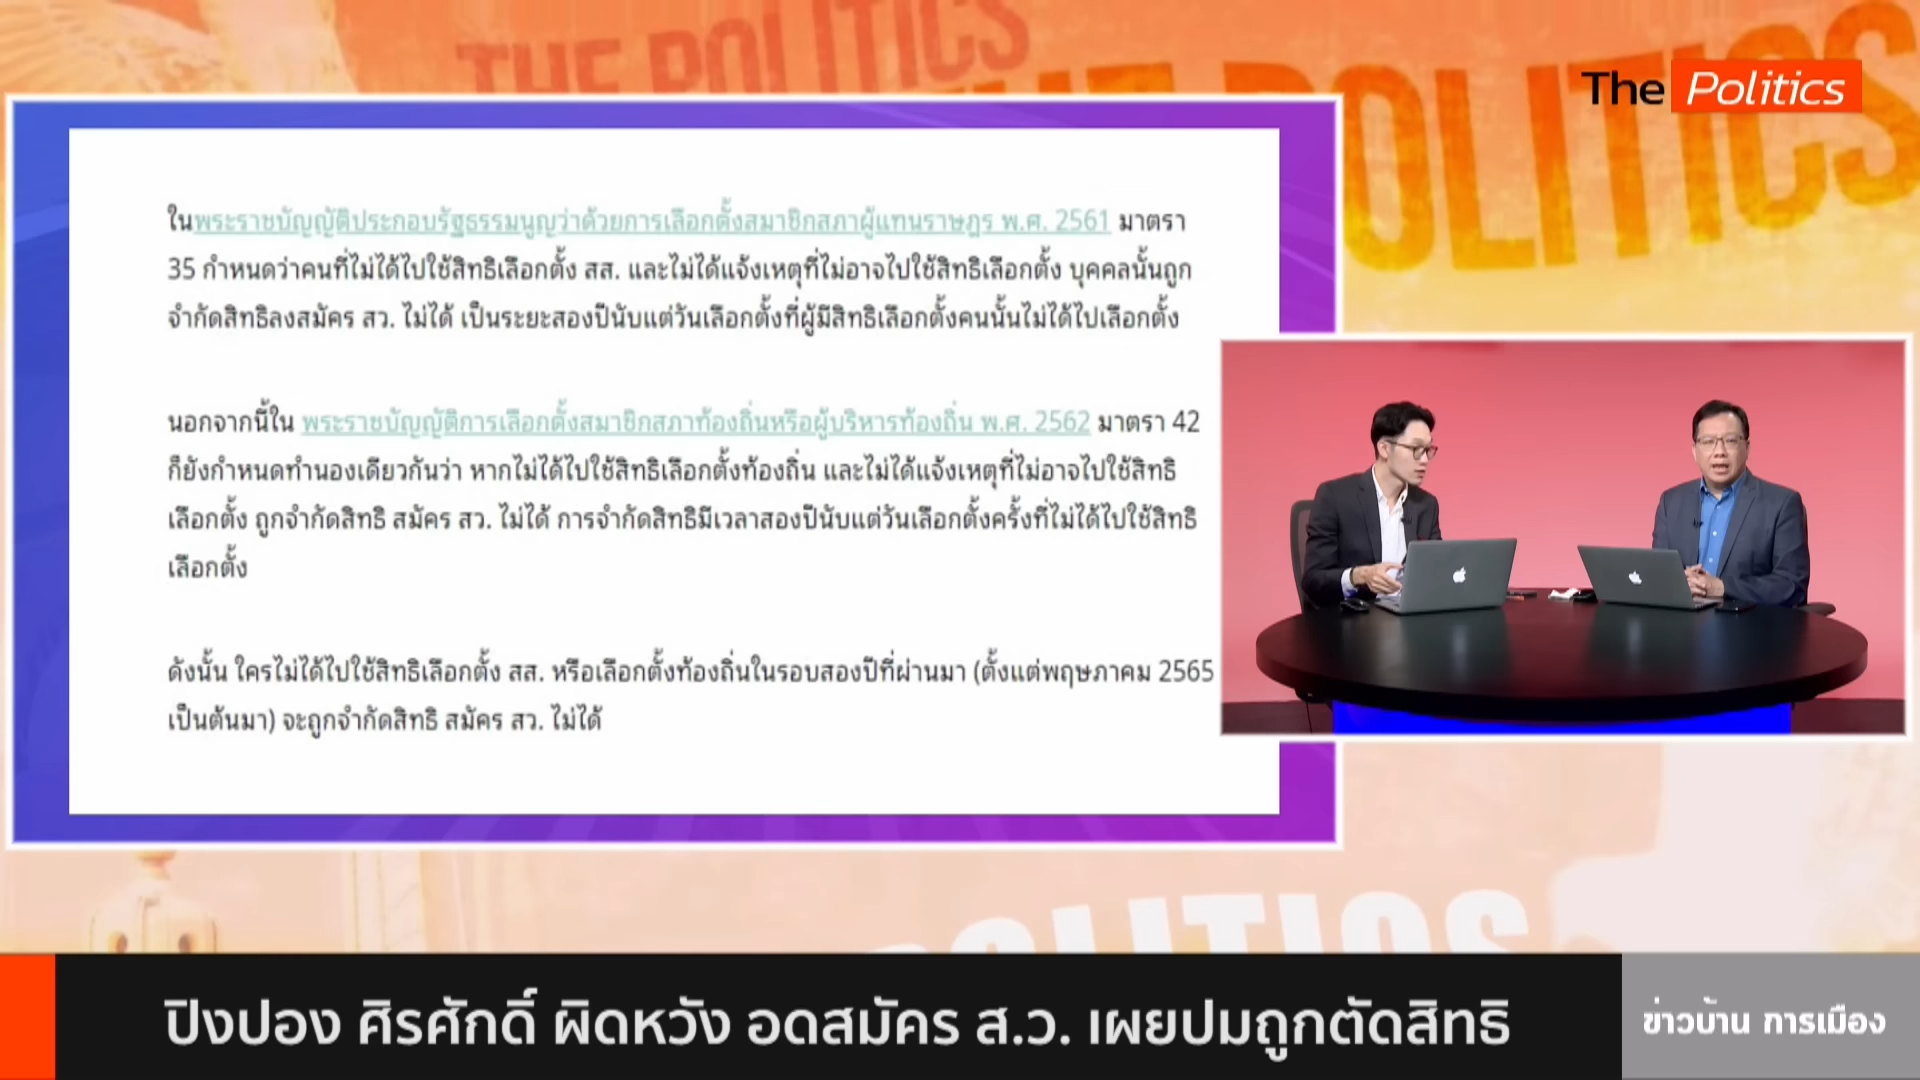 THE POLITICS
THE POLITICS
The Politics
ในพระราชบัญญัติประกอบรัฐธรรมนูญว่าด้วยการเลือกตั้งสมาชิกสภาผู้แทนราษฎร พ.ศ. 2561 มาตรา
35 กำหนดว่าคนที่ไม่ได้ไปใช้สิทธิเลือกตั้ง สส. และไม่ได้แจ้งเหตุที่ไม่อาจไปใช้สิทธิเลือกตั้ง บุคคลนั้นถูก
จำกัดสิทธิลงสมัคร สว. ไม่ได้ เป็นระยะสองปีนับแต่วันเลือกตั้งที่ผู้มีสิทธิเลือกตั้งคนนั้นไม่ได้ไปเลือกตั้ง
นอกจากนี้ใน พระราชบัญญัติการเลือกตั้งสมาชิกสภาท้องถิ่นหรือผู้บริหารท้องถิ่น พ.ศ. 2562 มาตรา 42
ก็ยังกำหนดทำนองเดียวกันว่า หากไม่ได้ไปใช้สิทธิเลือกตั้งท้องถิ่น และไม่ได้แจ้งเหตุที่ไม่อาจไปใช้สิทธิ
เลือกตั้ง ถูกจำกัดสิทธิ สมัคร สว. ไม่ได้ การจำกัดสิทธิมีเวลาสองปีนับแต่วันเลือกตั้งครั้งที่ไม่ได้ไปใช้สิทธิ
เลือกตั้ง
ดังนั้น ใครไม่ได้ไปใช้สิทธิเลือกตั้ง สส. หรือเลือกตั้งท้องถิ่นในรอบสองปีที่ผ่านมา (ตั้งแต่พฤษภาคม 2565
เป็นต้นมา) จะถูกจำกัดสิทธิ สมัคร สว. ไม่ได้
POLITICS
ปิงปอง ศิรศักดิ์ ผิดหวัง อดสมัคร ส.ว. เผยปมถูกตัดสิทธิ
ข่าวบ้าน การเมือง